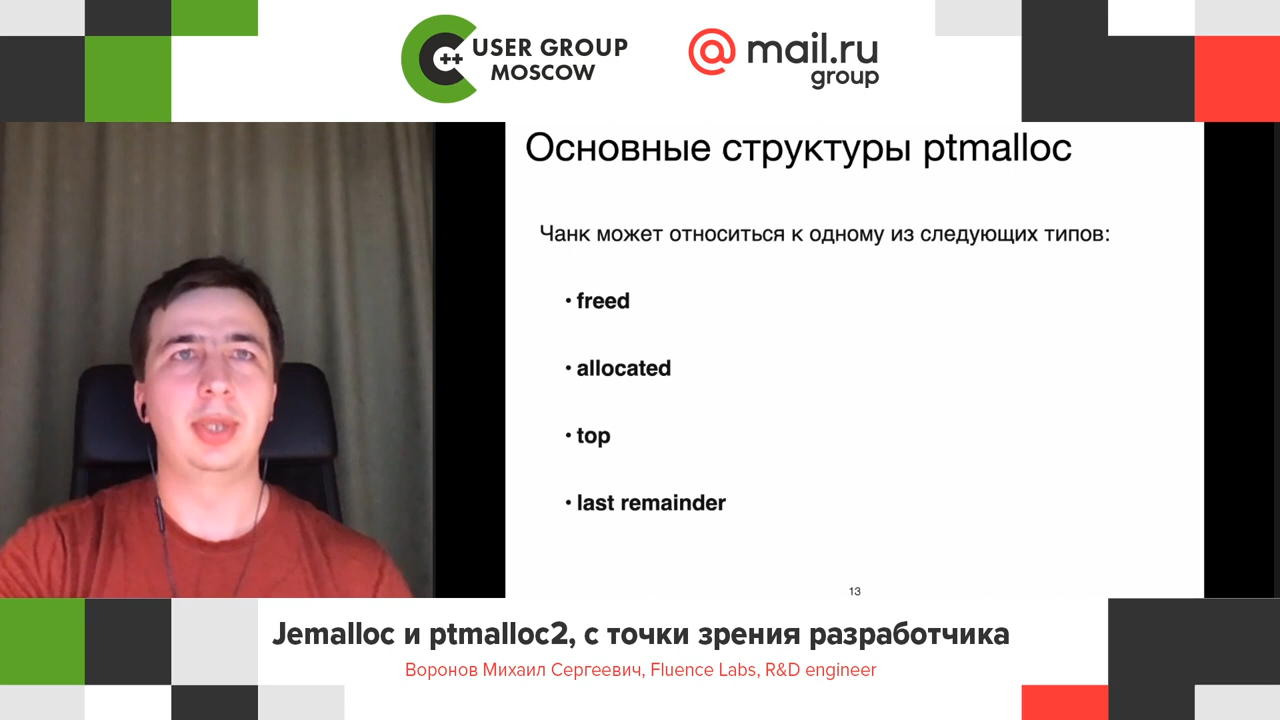 C++
USER GROUP
MOSCOW
@mail.ru
group
Основные структуры ptmalloc
Чанк может относиться к одному из следующих типов:
• freed
• allocated
• top
• last remainder
13
Jemalloc и ptmalloc2, с точки зрения разработчика
Воронов Михаил Сергеевич, Fluence Labs, R&D engineer